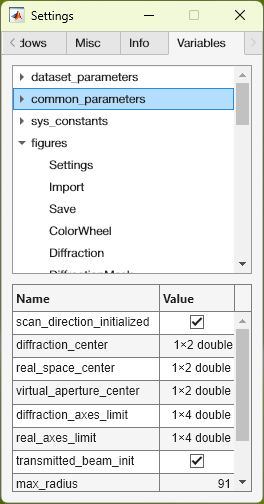 Settings
dows Misc Info Variables
dataset_parameters
common_parameters
sys_constants
figures
Settings
Import
Save
ColorWheel
Diffraction
DiffractionMask
Name Value
scan_direction_initialized
diffraction_center 1×2 double
real_space_center 1×2 double
virtual_aperture_center 1×2 double
diffraction_axes_limit 1×4 double
real_axes_limit 1×4 double
transmitted_beam_init
max_radius 91